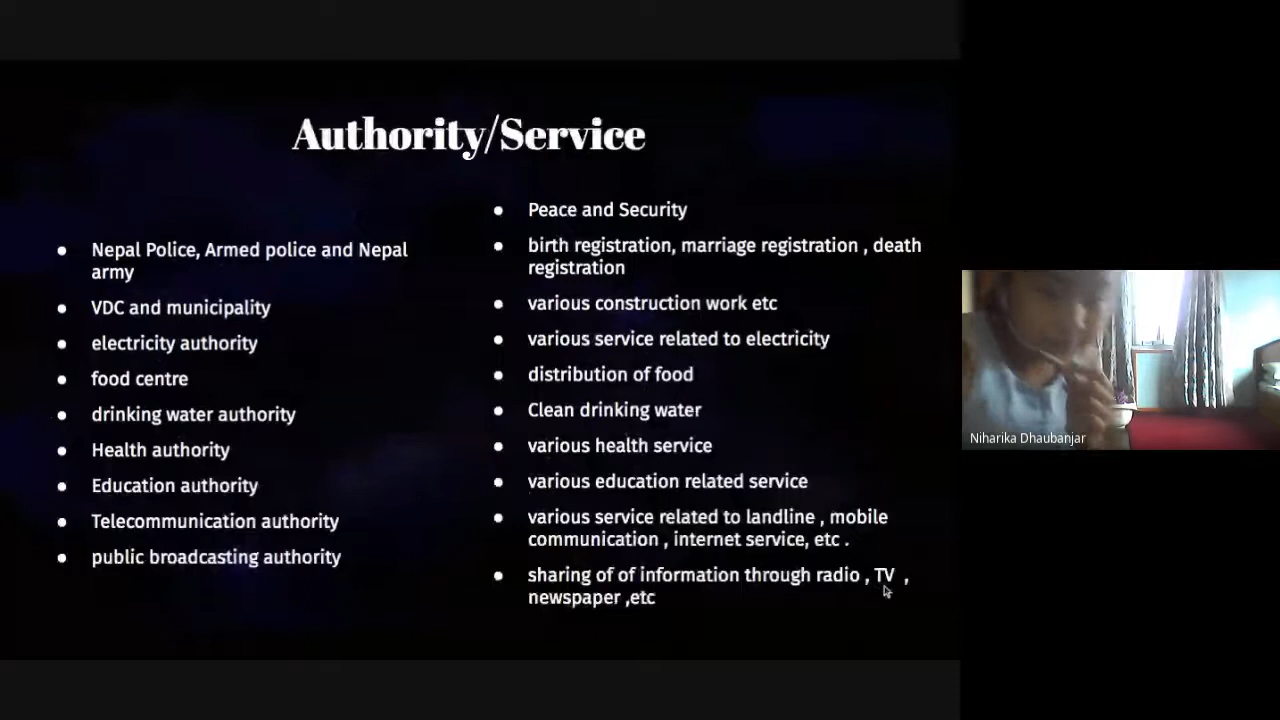 Authority/Service
Nepal Police, Armed police and Nepal
army
VDC and municipality
electricity authority
food centre
drinking water authority
Health authority
Education authority
Telecommunication authority
public broadcasting authority
Peace and Security
birth registration, marriage registration , death
registration
various construction work etc
various service related to electricity
distribution of food
Clean drinking water
various health service
various education related service
various service related to landline , mobile
communication , internet service, etc .
sharing of of information through radio , TV ,
newspaper ,etc
Niharika Dhaubanjar